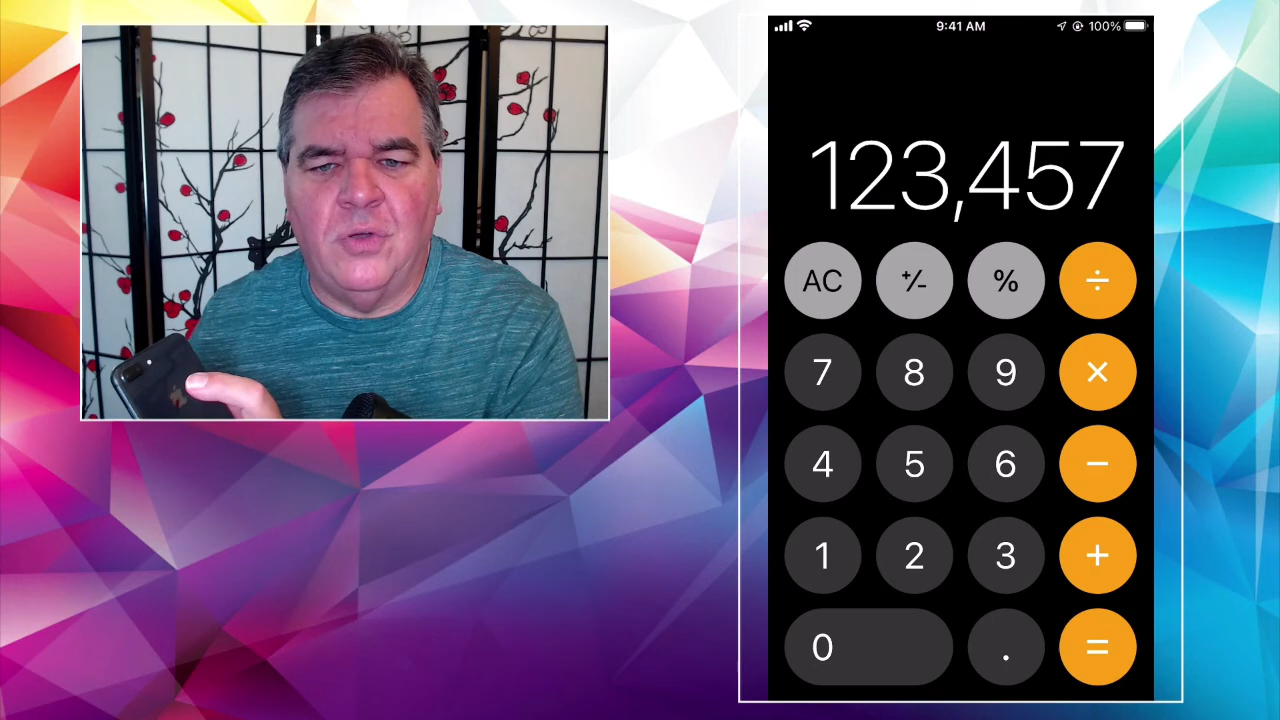 9:41 AM 100%
123,457
AC +/- % ÷
7 8 9 ×
4 5 6 −
1 2 3 +
0 . =